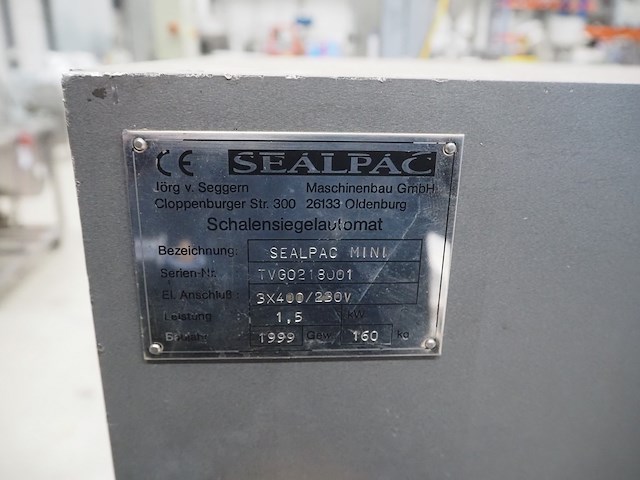 CE SEALPAC
Jörg v. Seggern Maschinenbau GmbH
Cloppenburger Str. 300 26133 Oldenburg
Schalensiegelautomat
Bezeichnung: SEALPAC MINI
Serien-Nr. TVG0218001
El. Anschluß: 3X400/230V
Leistung 1,5 KW
Baujahr 1999 Gew. 160 kg